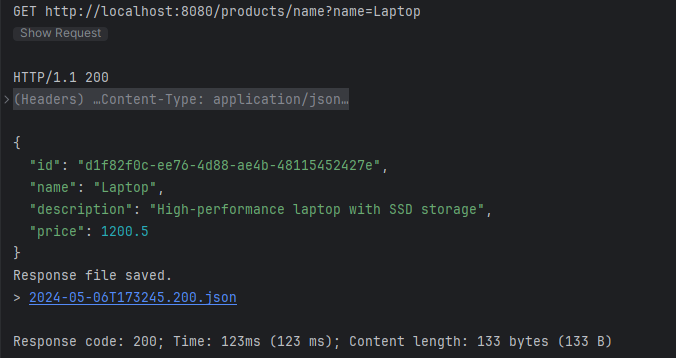 GET http://localhost:8080/products/name?name=Laptop
Show Request
HTTP/1.1 200
(Headers) …Content-Type: application/json…
{
"id": "d1f82f0c-ee76-4d88-ae4b-48115452427e",
"name": "Laptop",
"description": "High-performance laptop with SSD storage",
"price": 1200.5
}
Response file saved.
> 2024-05-06T173245.200.json
Response code: 200; Time: 123ms (123 ms); Content length: 133 bytes (133 B)